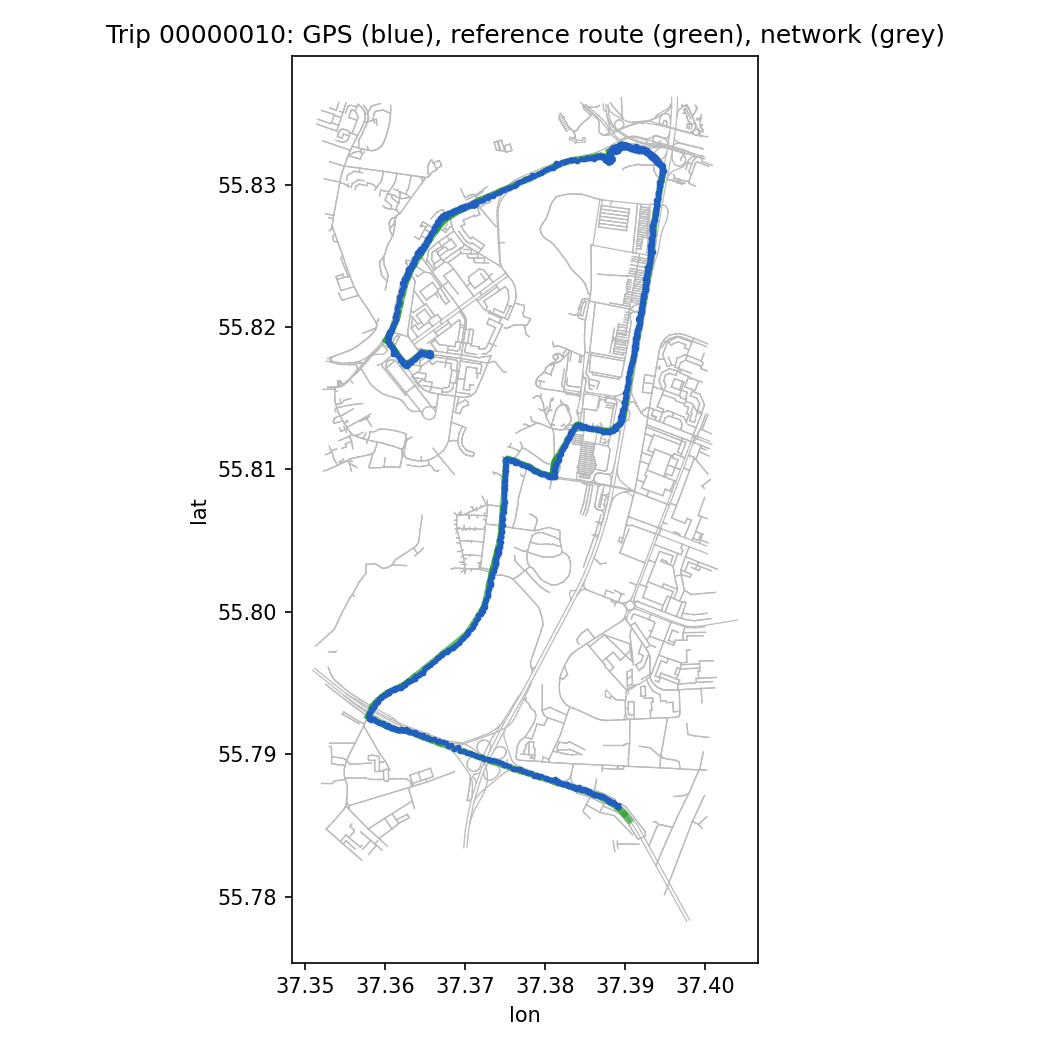 Trip 00000010: GPS (blue), reference route (green), network (grey)
55.83
55.82
55.81
55.80
55.79
55.78
lat
37.35 37.36 37.37 37.38 37.39 37.40
lon